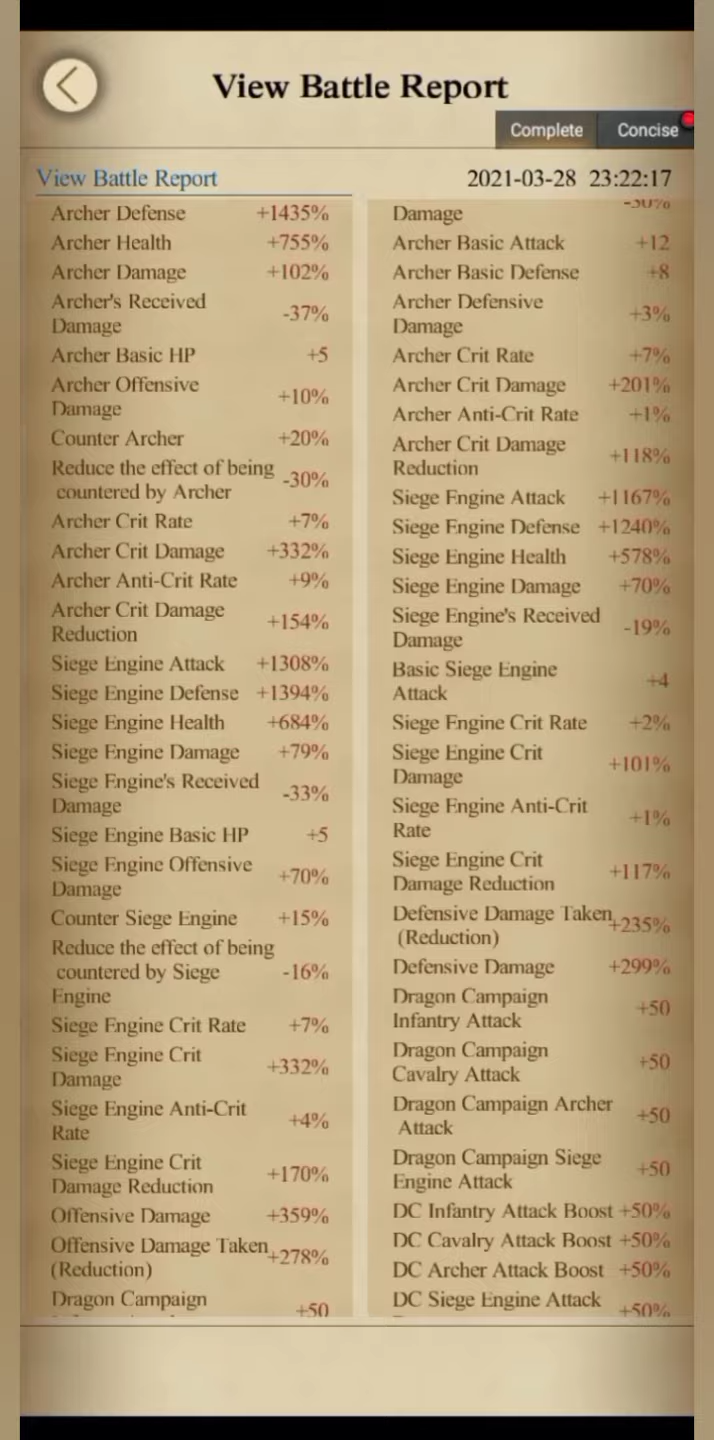 View Battle Report
Complete
Concise
View Battle Report
2021-03-28 23:22:17
Archer Defense +1435%
Archer Health +755%
Archer Damage +102%
Archer's Received
Damage -37%
Archer Basic HP +5
Archer Offensive
Damage +10%
Counter Archer +20%
Reduce the effect of being
countered by Archer -30%
Archer Crit Rate +7%
Archer Crit Damage +332%
Archer Anti-Crit Rate +9%
Archer Crit Damage
Reduction +154%
Siege Engine Attack +1308%
Siege Engine Defense +1394%
Siege Engine Health +684%
Siege Engine Damage +79%
Siege Engine's Received
Damage -33%
Siege Engine Basic HP +5
Siege Engine Offensive
Damage +70%
Counter Siege Engine +15%
Reduce the effect of being
countered by Siege -16%
Engine
Siege Engine Crit Rate +7%
Siege Engine Crit
Damage +332%
Siege Engine Anti-Crit
Rate +4%
Siege Engine Crit
Damage Reduction +170%
Offensive Damage +359%
Offensive Damage Taken
(Reduction) +278%
Dragon Campaign +50
Damage -30%
Archer Basic Attack +12
Archer Basic Defense +8
Archer Defensive
Damage +3%
Archer Crit Rate +7%
Archer Crit Damage +201%
Archer Anti-Crit Rate +1%
Archer Crit Damage
Reduction +118%
Siege Engine Attack +1167%
Siege Engine Defense +1240%
Siege Engine Health +578%
Siege Engine Damage +70%
Siege Engine's Received
Damage -19%
Basic Siege Engine
Attack +4
Siege Engine Crit Rate +2%
Siege Engine Crit
Damage +101%
Siege Engine Anti-Crit
Rate +1%
Siege Engine Crit
Damage Reduction +117%
Defensive Damage Taken
(Reduction) +235%
Defensive Damage +299%
Dragon Campaign
Infantry Attack +50
Dragon Campaign
Cavalry Attack +50
Dragon Campaign Archer
Attack +50
Dragon Campaign Siege
Engine Attack +50
DC Infantry Attack Boost +50%
DC Cavalry Attack Boost +50%
DC Archer Attack Boost +50%
DC Siege Engine Attack +50%